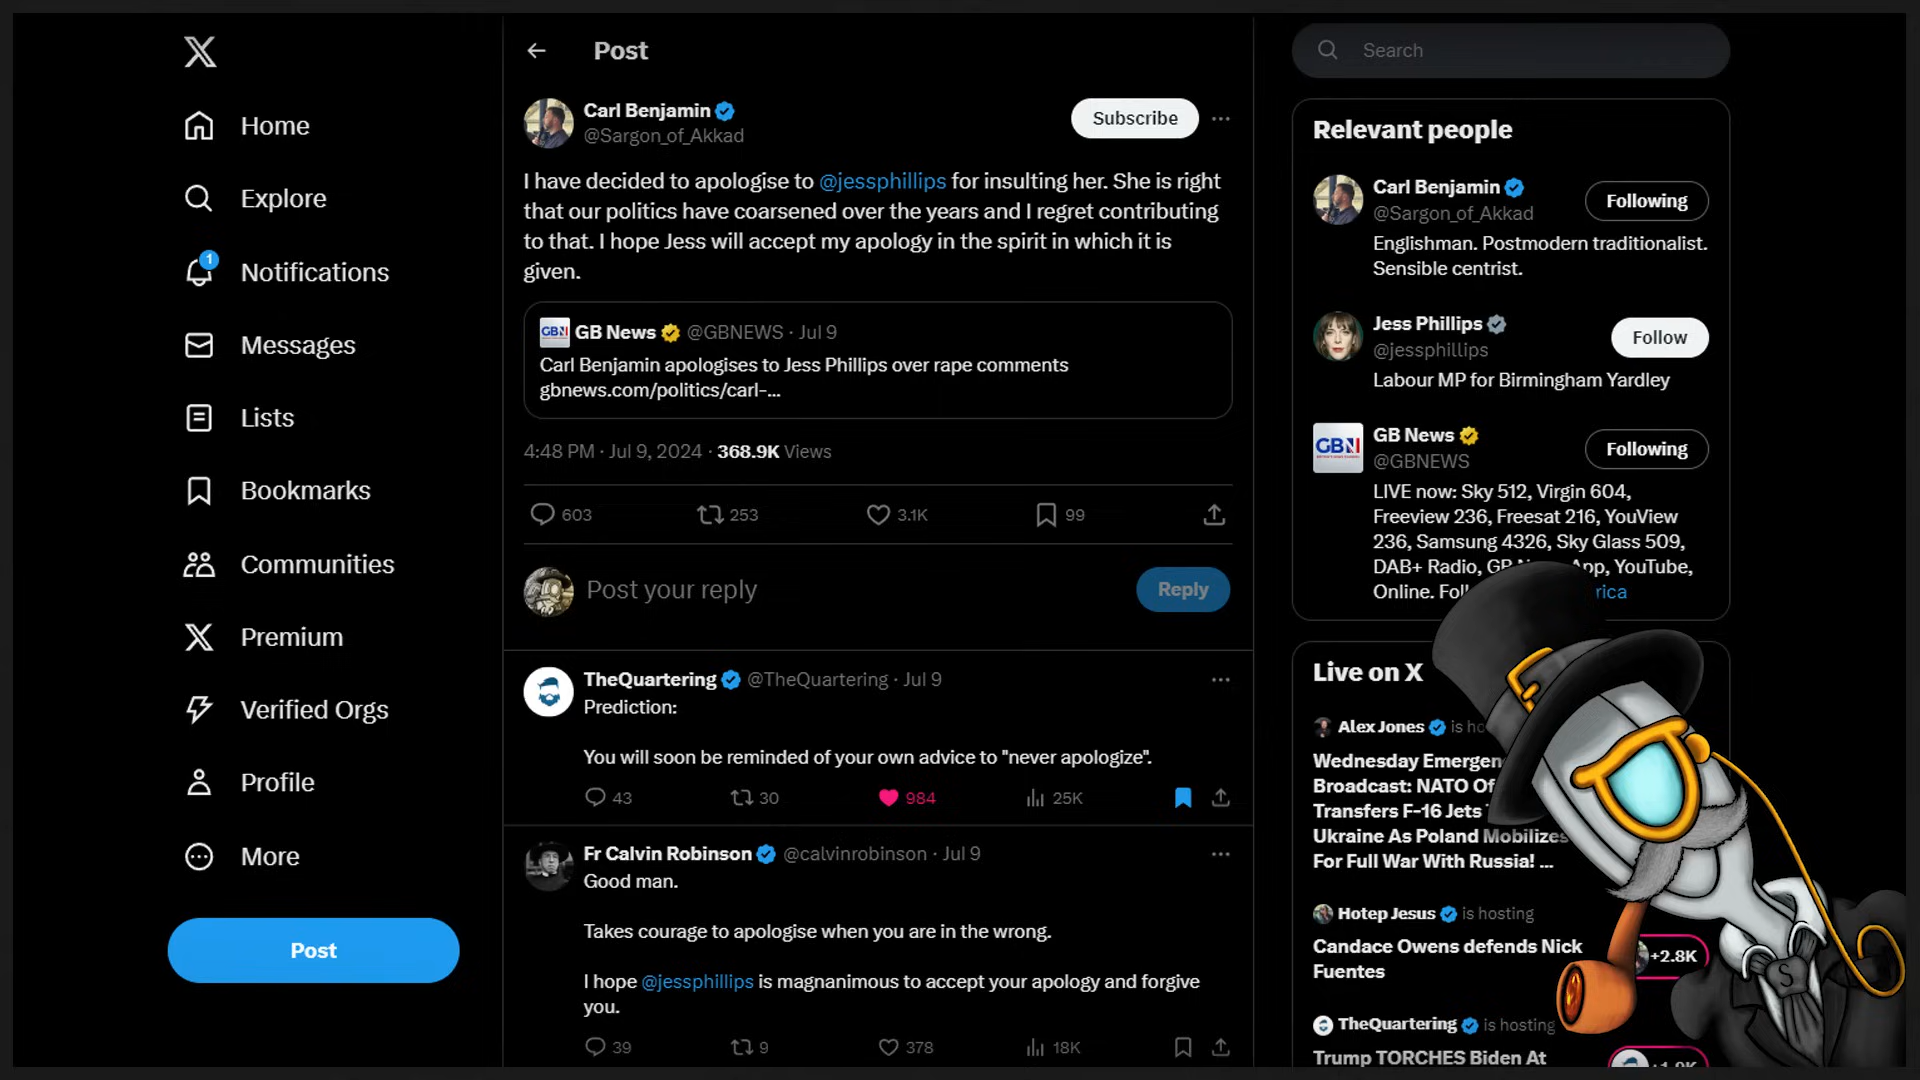 Home
Explore
1
Notifications
Messages
Lists
Bookmarks
Communities
Premium
Verified Orgs
Profile
More
Post
Post
Carl Benjamin
@Sargon_of_Akkad
Subscribe
I have decided to apologise to @jessphillips for insulting her. She is right
that our politics have coarsened over the years and I regret contributing
to that. I hope Jess will accept my apology in the spirit in which it is
given.
GBN GB News @GBNEWS · Jul 9
Carl Benjamin apologises to Jess Phillips over rape comments
gbnews.com/politics/carl-...
4:48 PM · Jul 9, 2024 · 368.9K Views
603 253 3.1K 99
Post your reply
Reply
TheQuartering @TheQuartering · Jul 9
Prediction:
You will soon be reminded of your own advice to "never apologize".
43 30 984 25K
Fr Calvin Robinson @calvinrobinson · Jul 9
Good man.
Takes courage to apologise when you are in the wrong.
I hope @jessphillips is magnanimous to accept your apology and forgive
you.
39 9 378 18K
Search
Relevant people
Carl Benjamin
@Sargon_of_Akkad
Following
Englishman. Postmodern traditionalist.
Sensible centrist.
Jess Phillips
@jessphillips
Follow
Labour MP for Birmingham Yardley
GBN
GB News
@GBNEWS
Following
LIVE now: Sky 512, Virgin 604,
Freeview 236, Freesat 216, YouView
236, Samsung 4326, Sky Glass 509,
DAB+ Radio, App, YouTube,
Online.
Live on X
Alex Jones is
Wednesday
Broadcast: NATO
Transfers F-16 Jets
Ukraine As Poland Mobilizes
For Full War With Russia! ...
Hotep Jesus is hosting
Candace Owens defends Nick
Fuentes
+2.8K
TheQuartering is hosting
Trump TORCHES Biden At
S